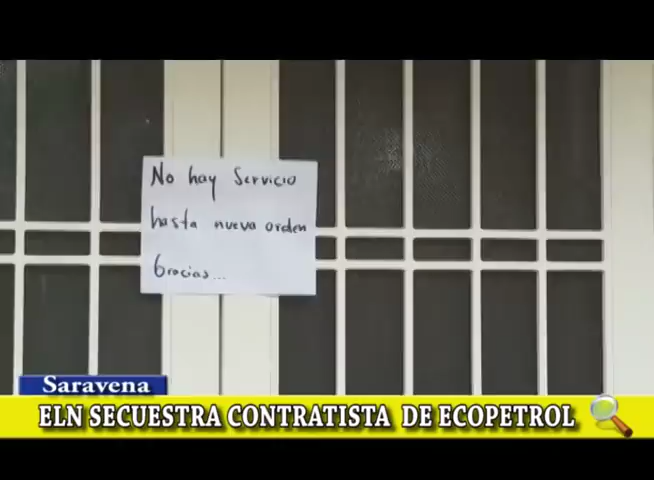 No hay Servicio
hasta nueva orden
Gracias...
Saravena
ELN SECUESTRA CONTRATISTA DE ECOPETROL